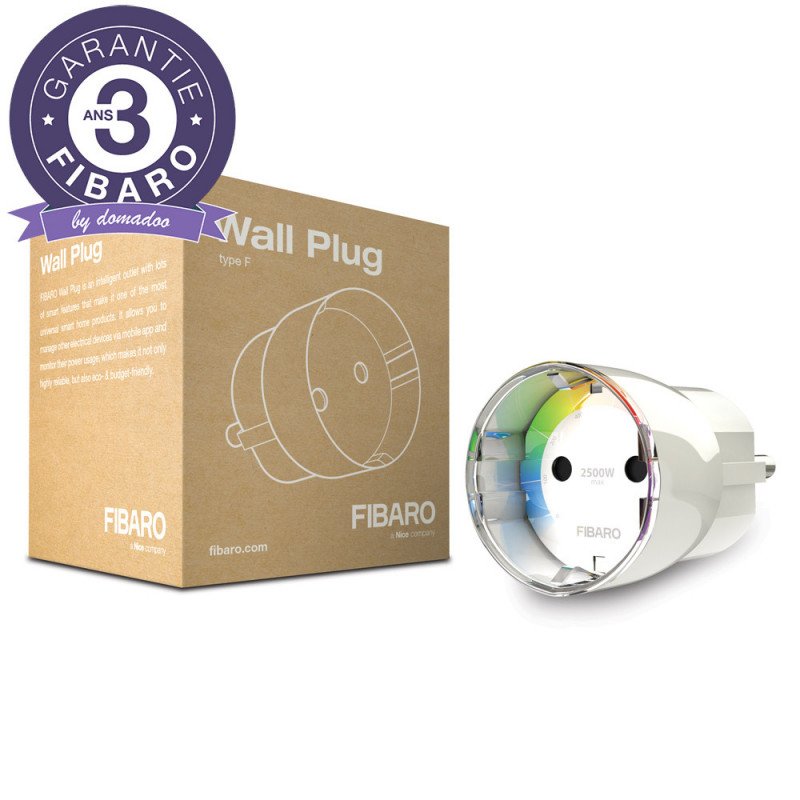 GARANTIE
3
ANS
FIBARO
by domadoo
Wall Plug
FIBARO Wall Plug is an intelligent outlet with lots
of smart features that make it one of the most
universal smart home products. It allows you to
manage other electrical devices via mobile app and
monitor their power usage, which makes it not only
highly reliable, but also eco- & budget-friendly.
Wall Plug
type F
FIBARO
a Nice company
fibaro.com
2500W
max
FIBARO